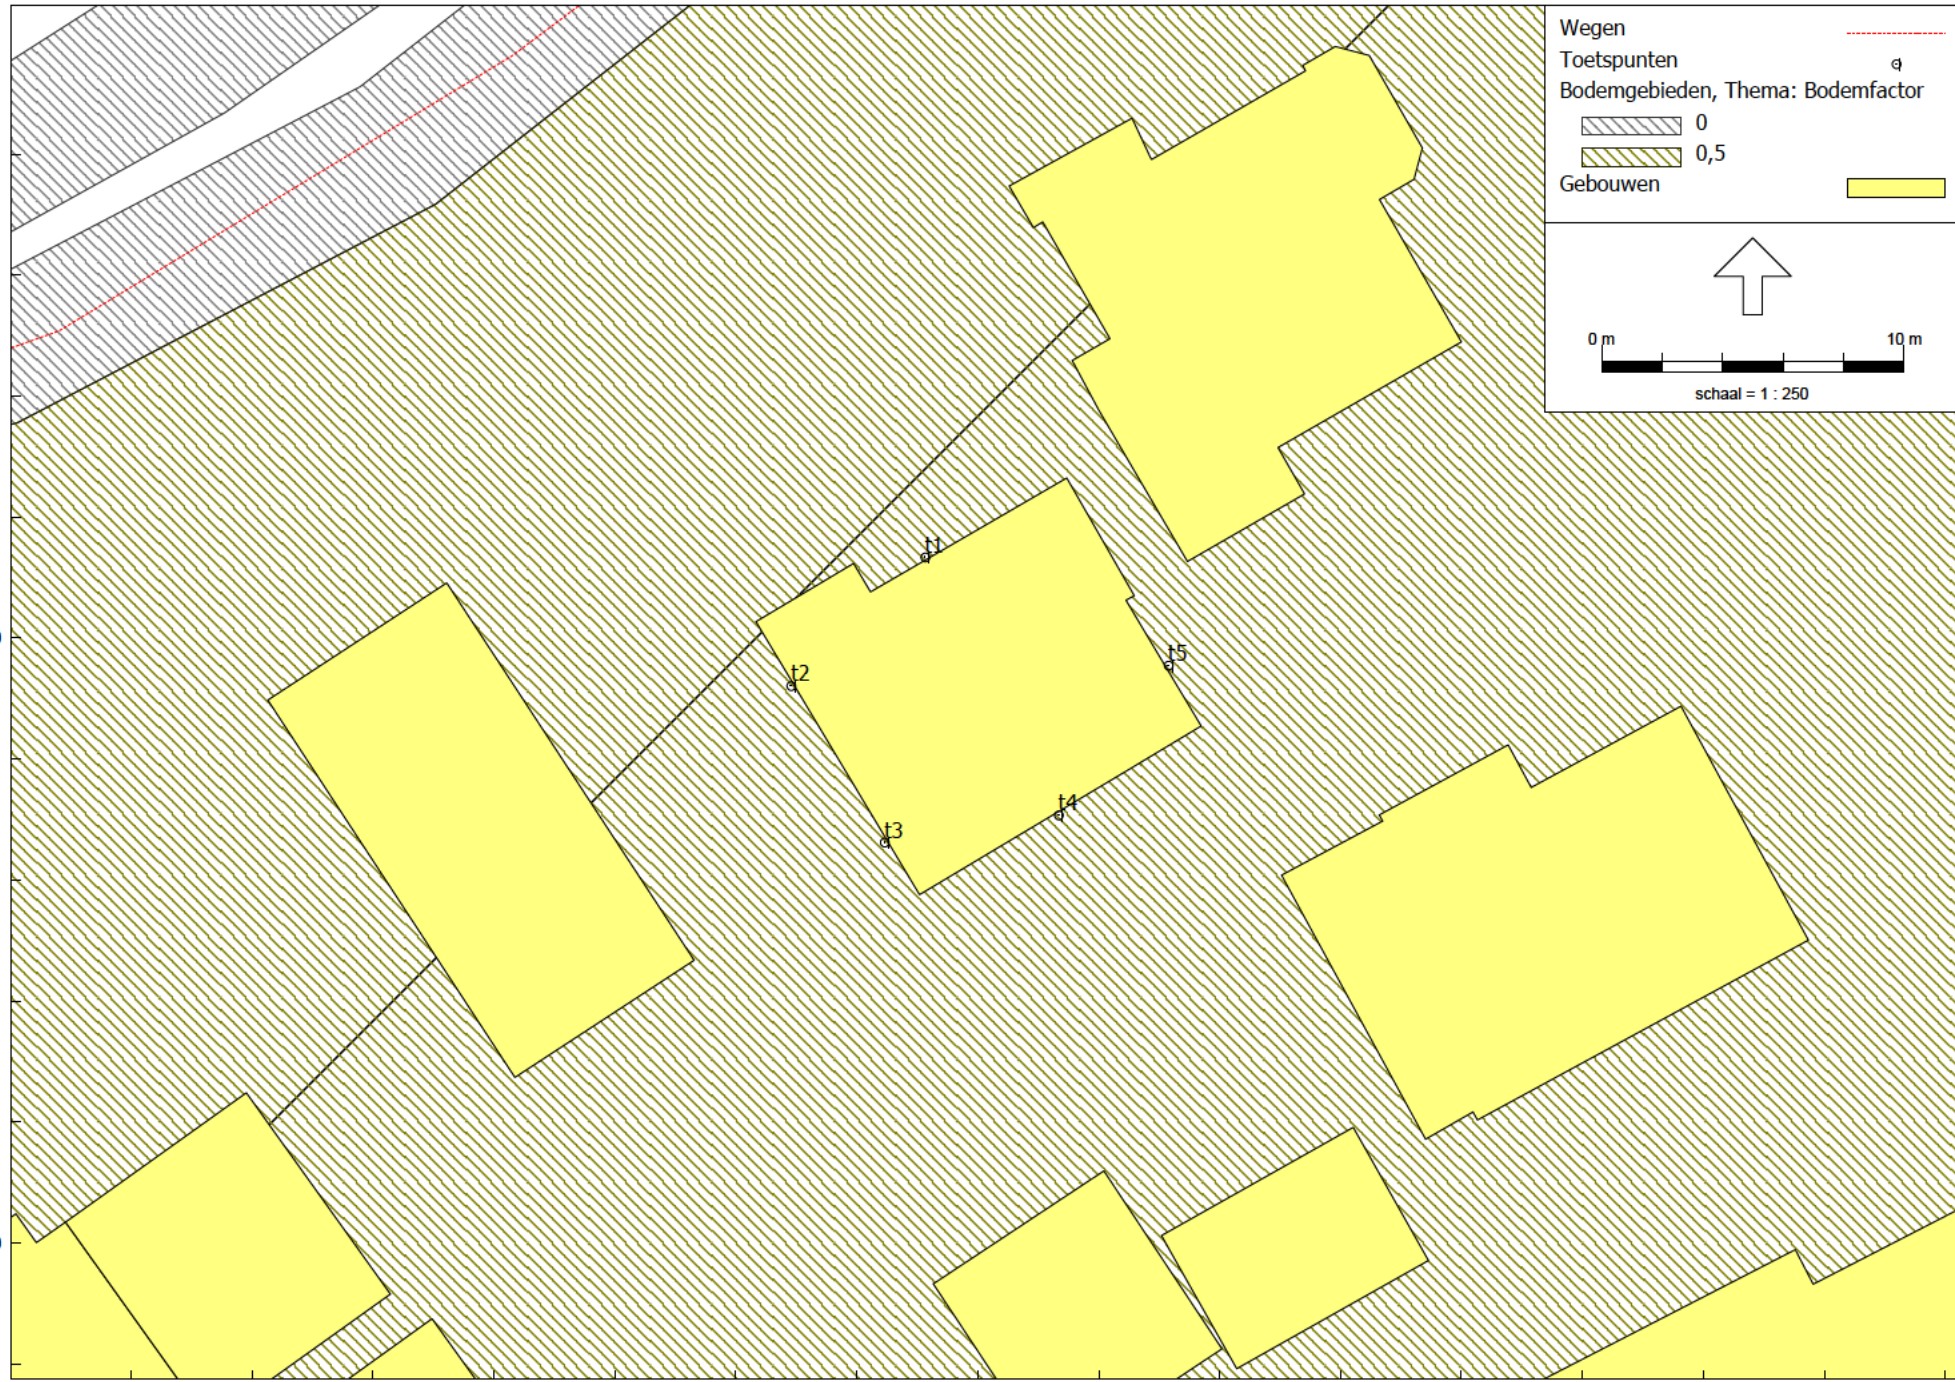 Wegen
Toetspunten
Bodemgebieden, Thema: Bodemfactor
0
0,5
Gebouwen
0 m 10 m
schaal = 1 : 250
t1
t5
t2
t4
t3